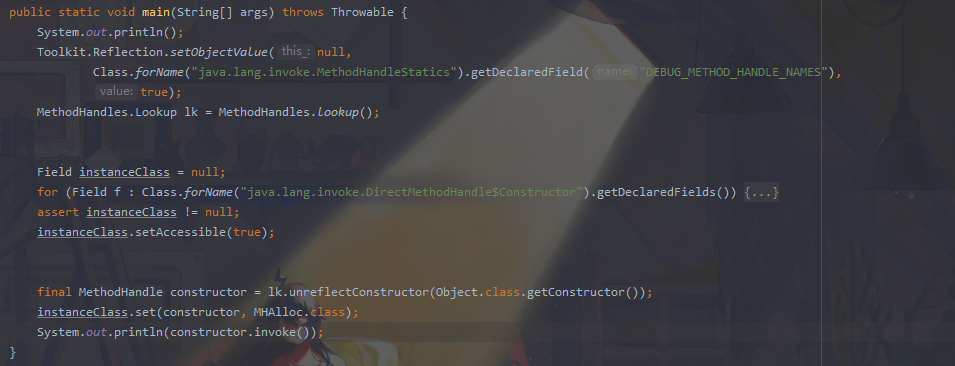 public static void main(String[] args) throws Throwable {
System.out.println();
Toolkit.Reflection.setObjectValue( this_: null,
Class.forName("java.lang.invoke.MethodHandleStatics").getDeclaredField( name: "DEBUG_METHOD_HANDLE_NAMES"),
value: true);
MethodHandles.Lookup lk = MethodHandles.lookup();
Field instanceClass = null;
for (Field f : Class.forName("java.lang.invoke.DirectMethodHandle$Constructor").getDeclaredFields()) {...}
assert instanceClass != null;
instanceClass.setAccessible(true);
final MethodHandle constructor = lk.unreflectConstructor(Object.class.getConstructor());
instanceClass.set(constructor, MHAlloc.class);
System.out.println(constructor.invoke());
}